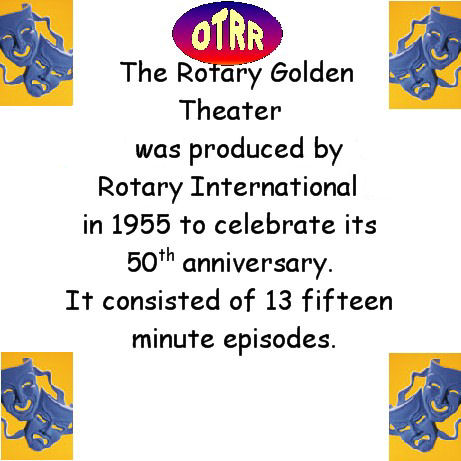 OTRR
The Rotary Golden
Theater
was produced by
Rotary International
in 1955 to celebrate its
50th anniversary.
It consisted of 13 fifteen
minute episodes.